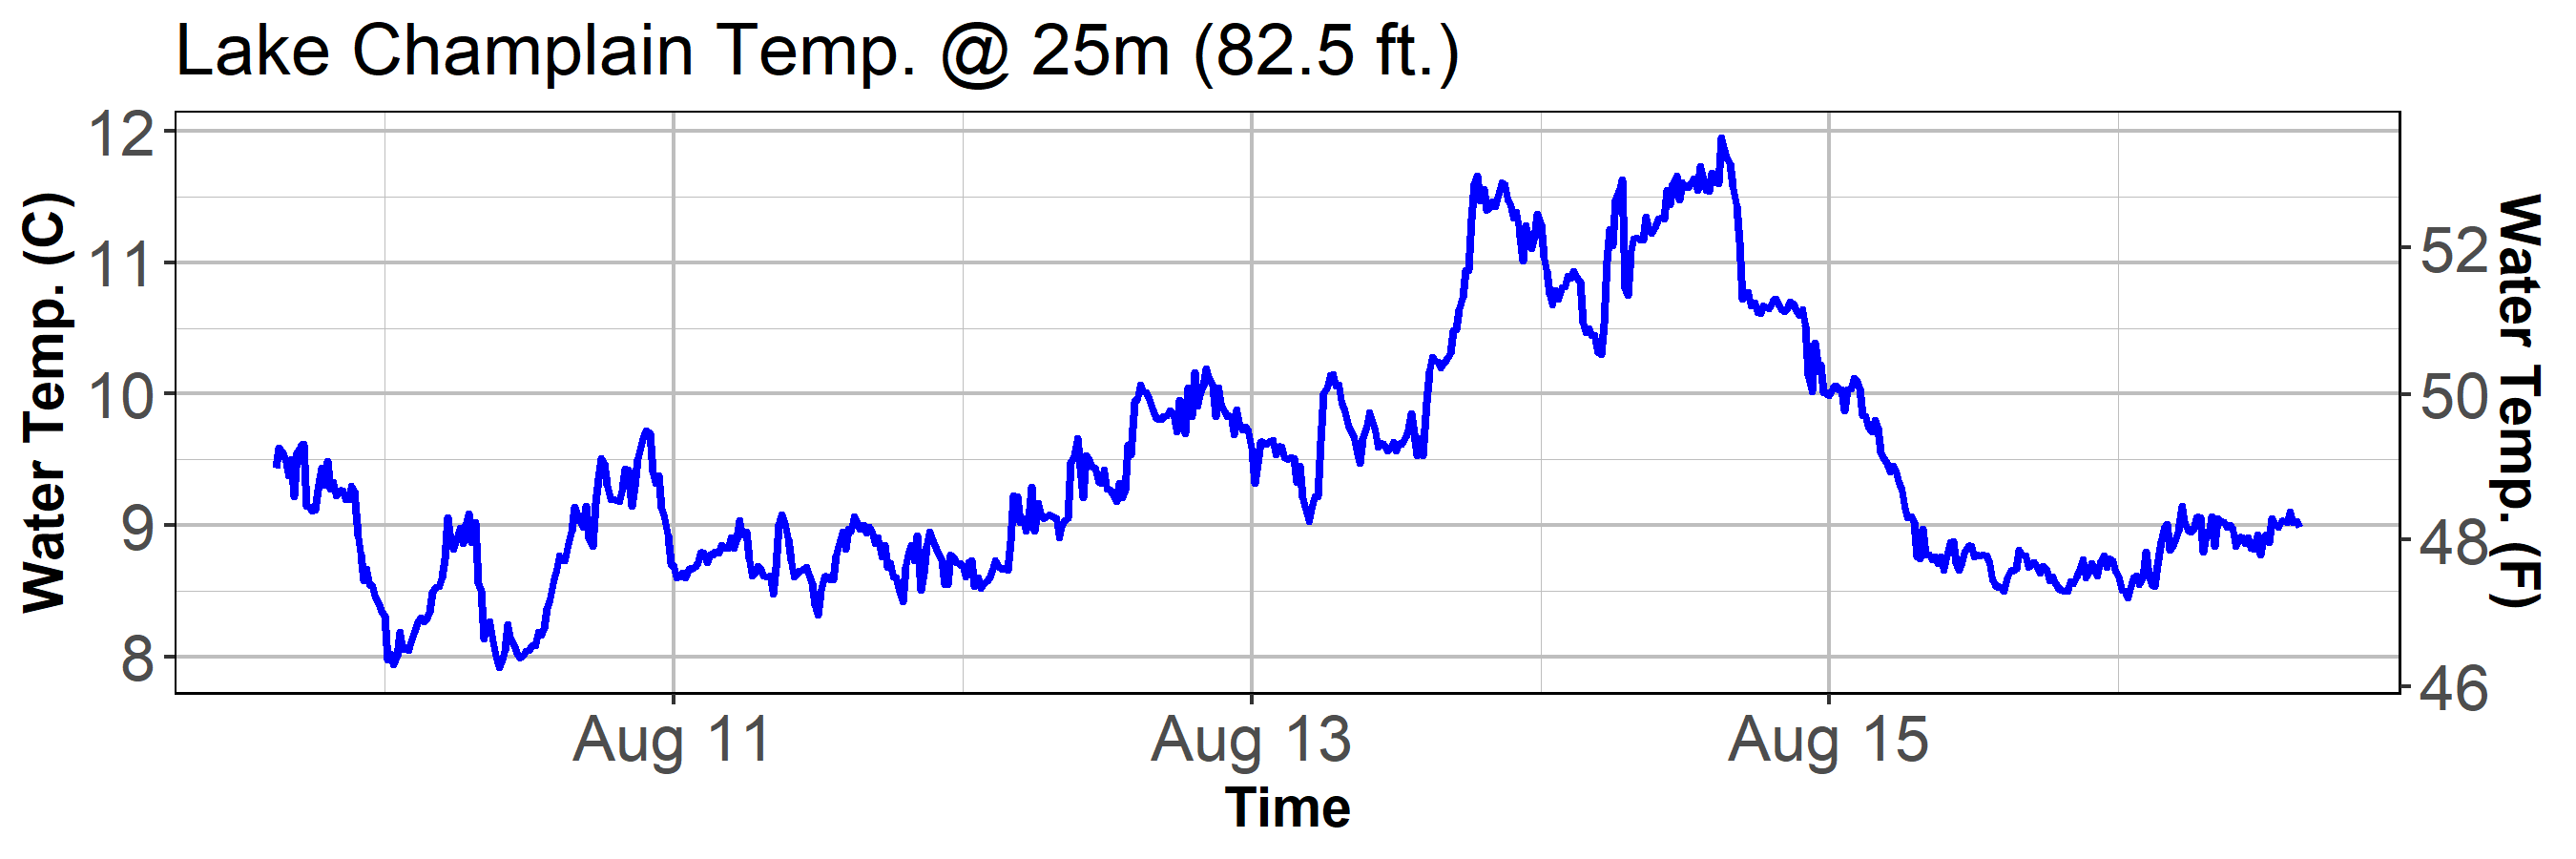 Lake Champlain Temp. @ 25m (82.5 ft.)
Water Temp. (C)
12
11
10
9
8
52
50
48
46
Water Temp. (F)
Aug 11
Aug 13
Aug 15
Time